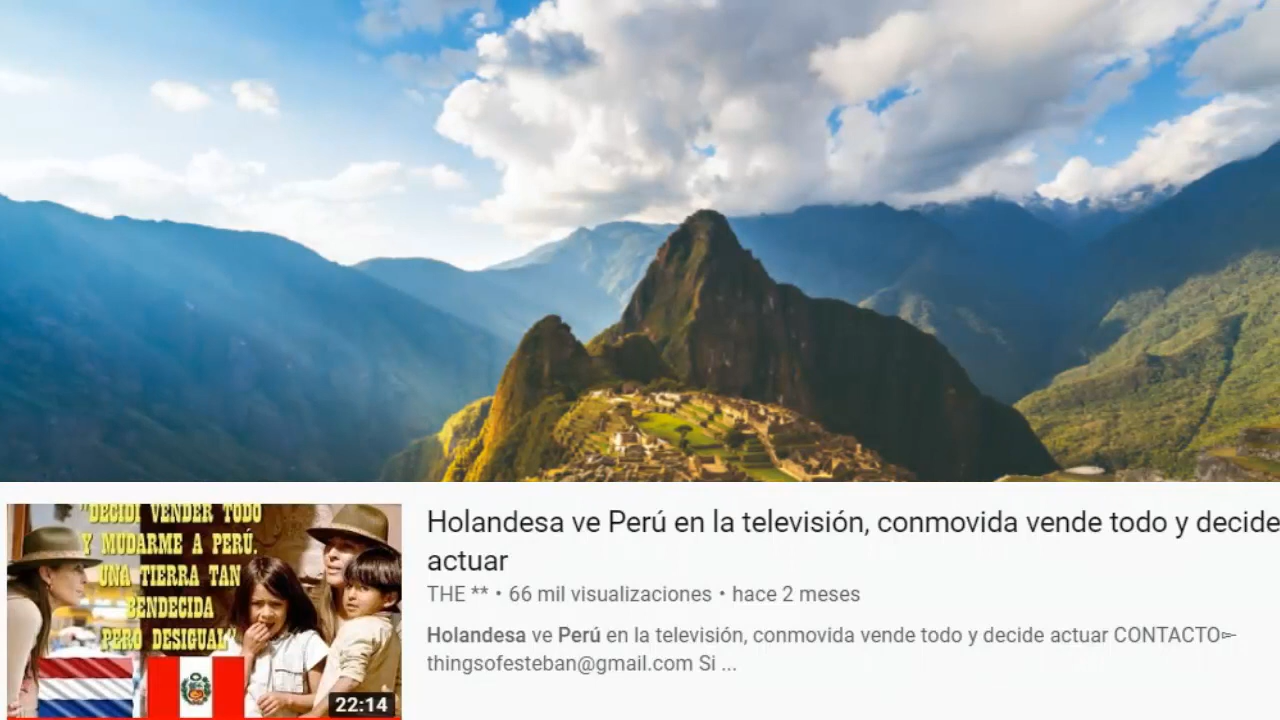 "DECIDÍ VENDER TODO
Y MUDARME A PERÚ.
UNA TIERRA TAN
BENDECIDA
PERO DESIGUAL"
22:14
Holandesa ve Perú en la televisión, conmovida vende todo y decide
actuar
THE ** • 66 mil visualizaciones • hace 2 meses
Holandesa ve Perú en la televisión, conmovida vende todo y decide actuar CONTACTO➳
thingsofesteban@gmail.com Si ...